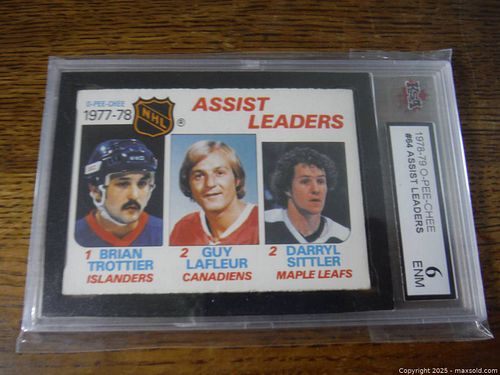 O-PEE-CHEE
1977-78
NHL
®
ASSIST
LEADERS
1 BRIAN
TROTTIER
ISLANDERS
2 GUY
LAFLEUR
CANADIENS
2 DARRYL
SITTLER
MAPLE LEAFS
KSA
1978-79 O-PEE-CHEE
#64 ASSIST LEADERS
6
ENM
Copyright © 2025 - maxsold.com